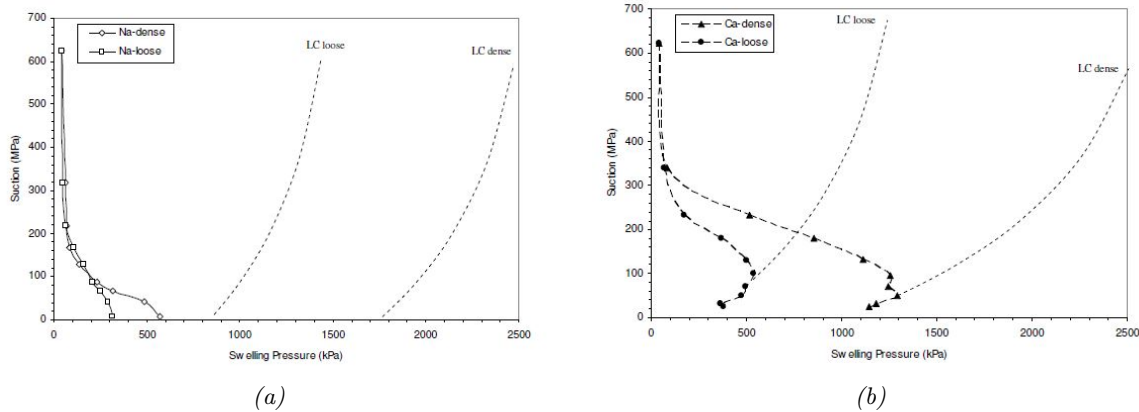 Na-dense
Na-loose
LC loose
LC dense
Suction (MPa)
700
600
500
400
300
200
100
0
0 500 1000 1500 2000 2500
Swelling Pressure (kPa)
(a)
Ca-dense
Ca-loose
LC loose
LC dense
Suction (MPa)
700
600
500
400
300
200
100
0
0 500 1000 1500 2000 2500
Swelling Pressure (kPa)
(b)